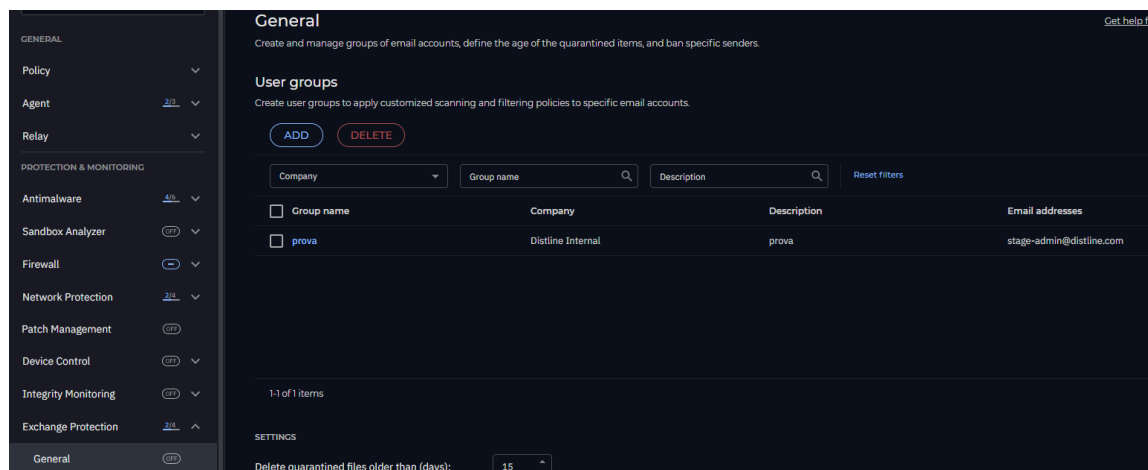 General
Get help f
Create and manage groups of email accounts, define the age of the quarantined items, and ban specific senders.
User groups
Create user groups to apply customized scanning and filtering policies to specific email accounts.
ADD
DELETE
Company
Group name
Description
Reset filters
Group name
Company
Description
Email addresses
prova
Distline Internal
prova
stage-admin@distline.com
1-1 of 1 items
SETTINGS
Delete quarantined files older than (days):
15
GENERAL
Policy
Agent
2/3
Relay
PROTECTION & MONITORING
Antimalware
4/6
Sandbox Analyzer
OFF
Firewall
Network Protection
2/4
Patch Management
OFF
Device Control
OFF
Integrity Monitoring
OFF
Exchange Protection
2/4
General
OFF